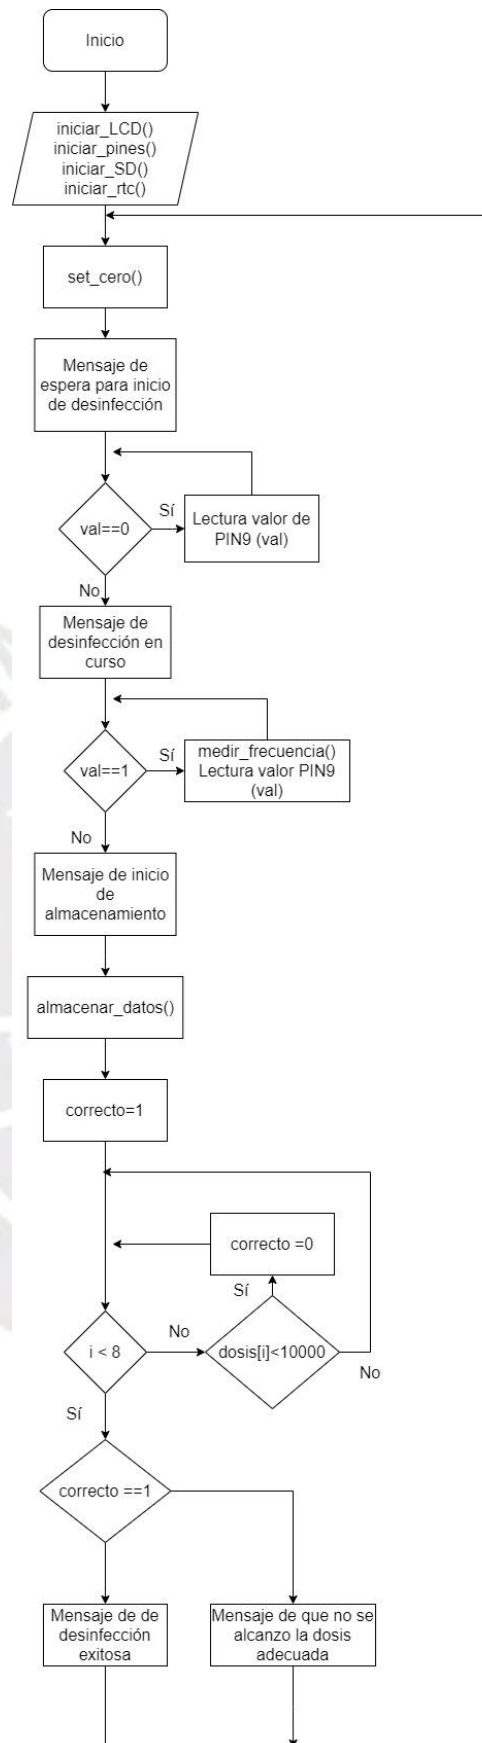 Inicio
iniciar_LCD()
iniciar_pines()
iniciar_SD()
iniciar_rtc()
set_cero()
Mensaje de
espera para inicio
de desinfección
val==0
Sí
Lectura valor de
PIN9 (val)
No
Mensaje de
desinfección en
curso
val==1
Sí
medir_frecuencia()
Lectura valor PIN9
(val)
No
Mensaje de inicio
de
almacenamiento
almacenar_datos()
correcto=1
correcto =0
Sí
i < 8
No
dosis[i]<10000
No
Sí
correcto ==1
Mensaje de de
desinfección
exitosa
Mensaje de que no se
alcanzo la dosis
adecuada